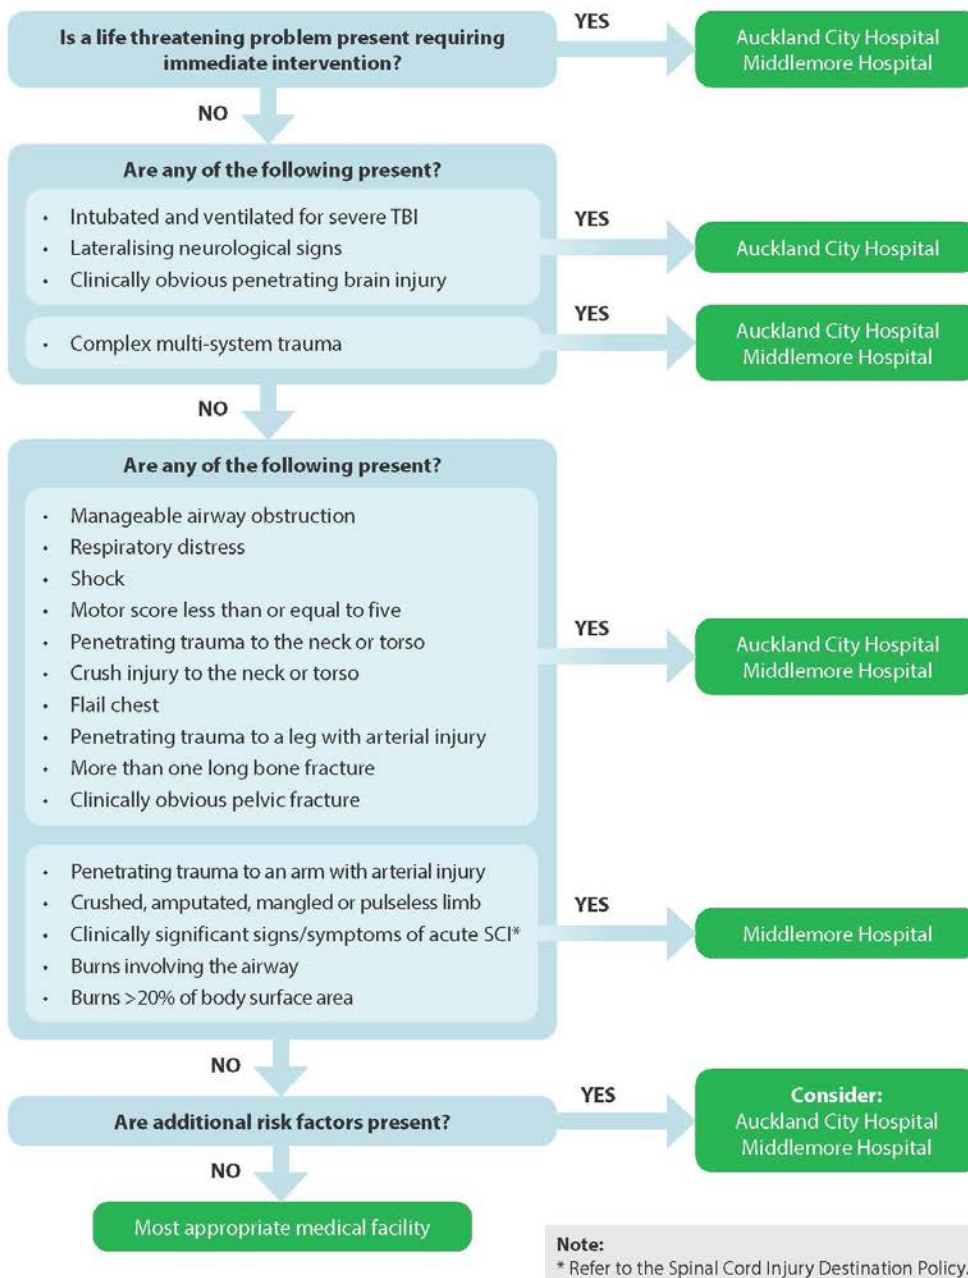 Is a life threatening problem present requiring
immediate intervention?
YES
Auckland City Hospital
Middlemore Hospital
NO
Are any of the following present?
• Intubated and ventilated for severe TBI
• Lateralising neurological signs
• Clinically obvious penetrating brain injury
YES
Auckland City Hospital
• Complex multi-system trauma
YES
Auckland City Hospital
Middlemore Hospital
NO
Are any of the following present?
• Manageable airway obstruction
• Respiratory distress
• Shock
• Motor score less than or equal to five
• Penetrating trauma to the neck or torso
• Crush injury to the neck or torso
• Flail chest
• Penetrating trauma to a leg with arterial injury
• More than one long bone fracture
• Clinically obvious pelvic fracture
YES
Auckland City Hospital
Middlemore Hospital
• Penetrating trauma to an arm with arterial injury
• Crushed, amputated, mangled or pulseless limb
• Clinically significant signs/symptoms of acute SCI*
• Burns involving the airway
• Burns >20% of body surface area
YES
Middlemore Hospital
NO
Are additional risk factors present?
YES
Consider:
Auckland City Hospital
Middlemore Hospital
NO
Most appropriate medical facility
Note:
* Refer to the Spinal Cord Injury Destination Policy.